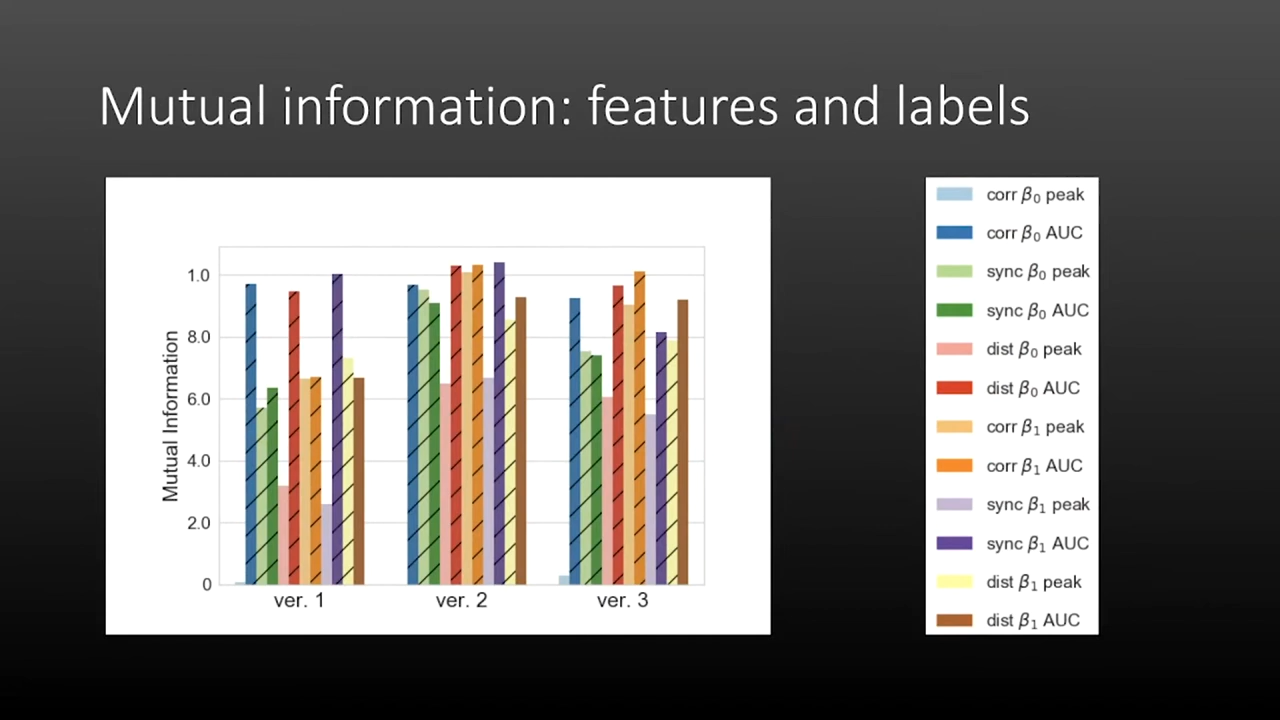 Mutual information: features and labels
Mutual Information
1.0
8.0
6.0
4.0
2.0
0
ver. 1
ver. 2
ver. 3
corr β₀ peak
corr β₀ AUC
sync β₀ peak
sync β₀ AUC
dist β₀ peak
dist β₀ AUC
corr β₁ peak
corr β₁ AUC
sync β₁ peak
sync β₁ AUC
dist β₁ peak
dist β₁ AUC